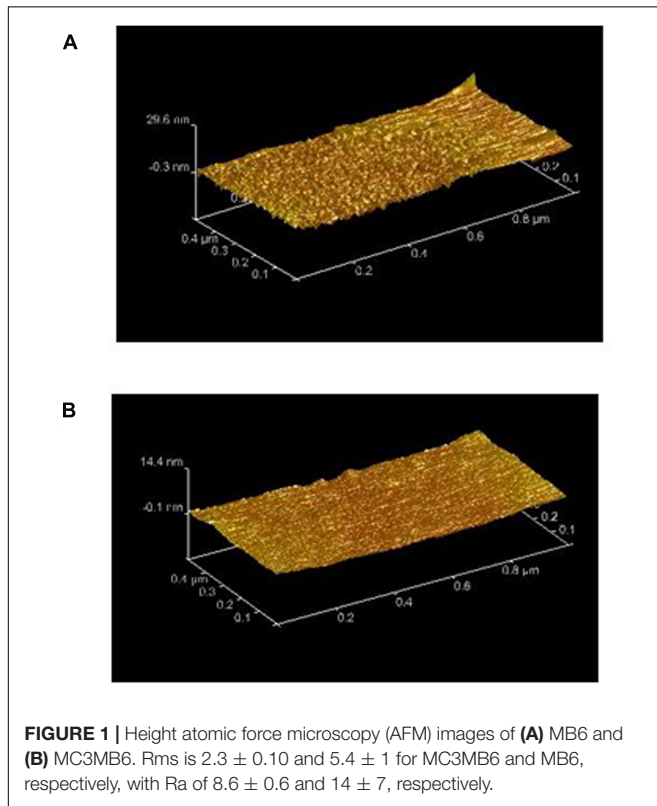 A
29.6 nm
-0.3 nm
0.4 µm
0.3
0.2
0.1
0.2
0.4
0.6
0.8 µm
0.2
0.1
B
14.4 nm
-0.1 nm
0.4 µm
0.3
0.2
0.1
0.2
0.4
0.6
0.8 µm
0.2
0.1
FIGURE 1 | Height atomic force microscopy (AFM) images of (A) MB6 and
(B) MC3MB6. Rms is 2.3 ± 0.10 and 5.4 ± 1 for MC3MB6 and MB6,
respectively, with Ra of 8.6 ± 0.6 and 14 ± 7, respectively.